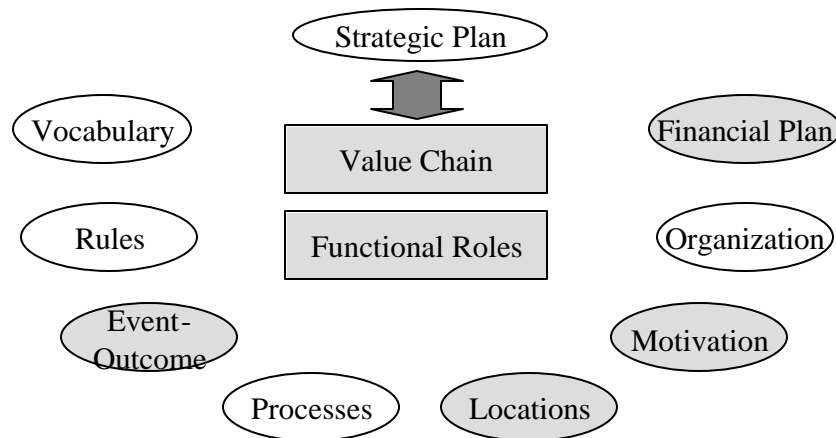 Strategic Plan
Vocabulary
Financial Plan
Value Chain
Rules
Functional Roles
Organization
Event-
Outcome
Motivation
Processes
Locations